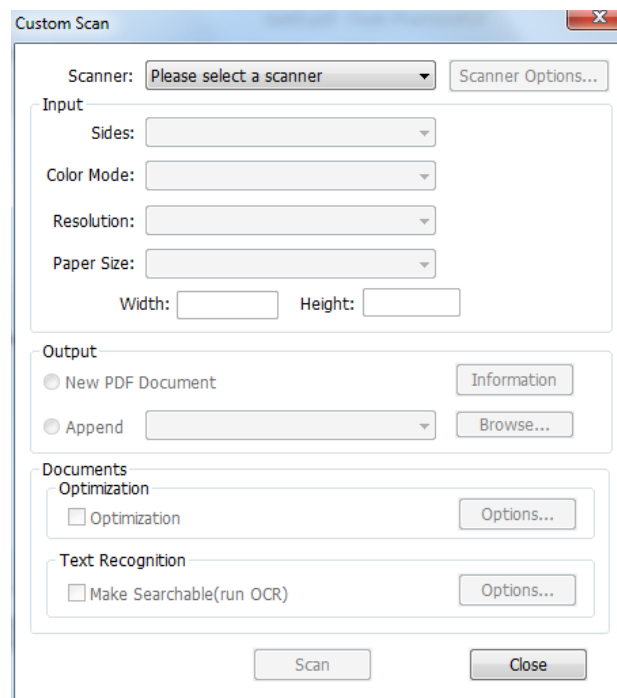 Custom Scan
Scanner: Please select a scanner Scanner Options...
Input
Sides:
Color Mode:
Resolution:
Paper Size:
Width: Height:
Output
New PDF Document Information
Append Browse...
Documents
Optimization
Optimization Options...
Text Recognition
Make Searchable(run OCR) Options...
Scan Close